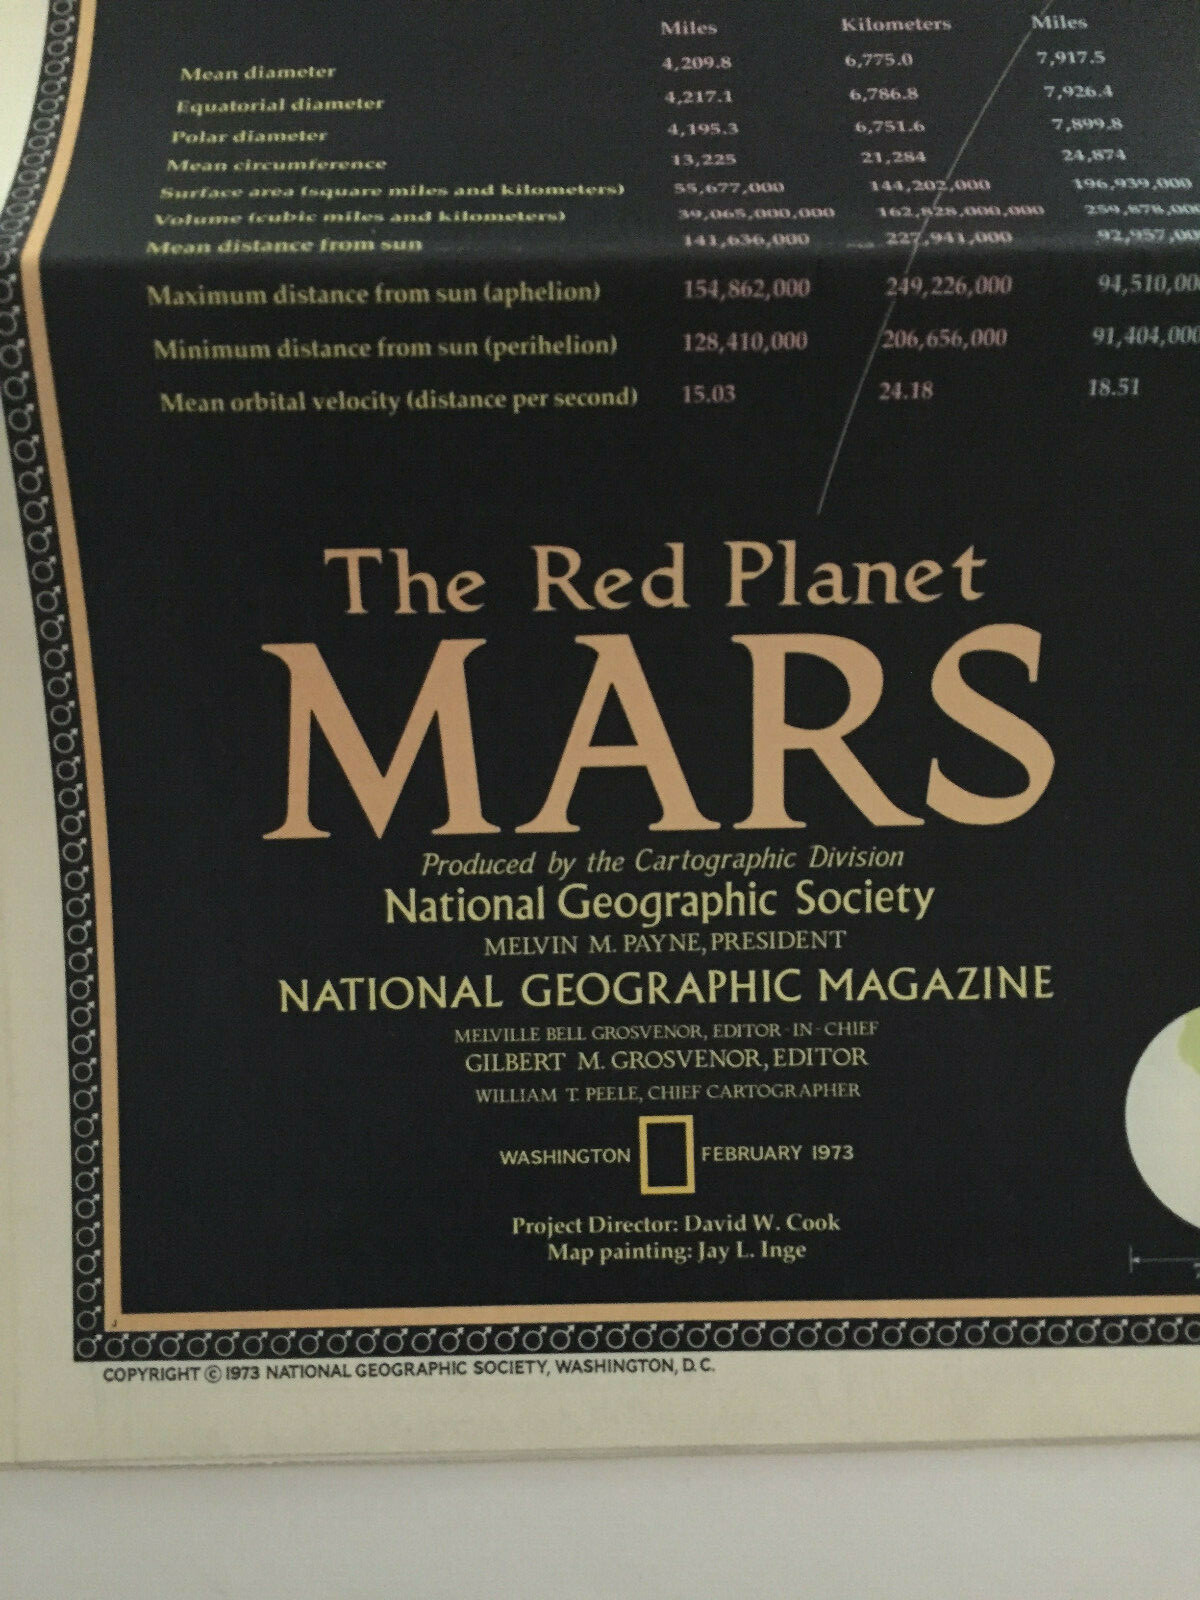 Miles Kilometers Miles
Mean diameter 4,209.8 6,775.0 7,917.5
Equatorial diameter 4,217.1 6,786.8 7,926.4
Polar diameter 4,195.3 6,751.6 7,899.8
Mean circumference 13,225 21,284 24,874
Surface area (square miles and kilometers) 55,677,000 144,202,000 196,939,000
Volume (cubic miles and kilometers) 39,065,000,000 162,828,000,000
Mean distance from sun 141,636,000 227,941,000
Maximum distance from sun (aphelion) 154,862,000 249,226,000
Minimum distance from sun (perihelion) 128,410,000 206,656,000
Mean orbital velocity (distance per second) 15.03 24.18 18.51
The Red Planet
MARS
Produced by the Cartographic Division
National Geographic Society
MELVIN M. PAYNE, PRESIDENT
NATIONAL GEOGRAPHIC MAGAZINE
MELVILLE BELL GROSVENOR, EDITOR-IN-CHIEF
GILBERT M. GROSVENOR, EDITOR
WILLIAM T. PEELE, CHIEF CARTOGRAPHER
WASHINGTON FEBRUARY 1973
Project Director: David W. Cook
Map painting: Jay L. Inge
COPYRIGHT © 1973 NATIONAL GEOGRAPHIC SOCIETY, WASHINGTON, D. C.